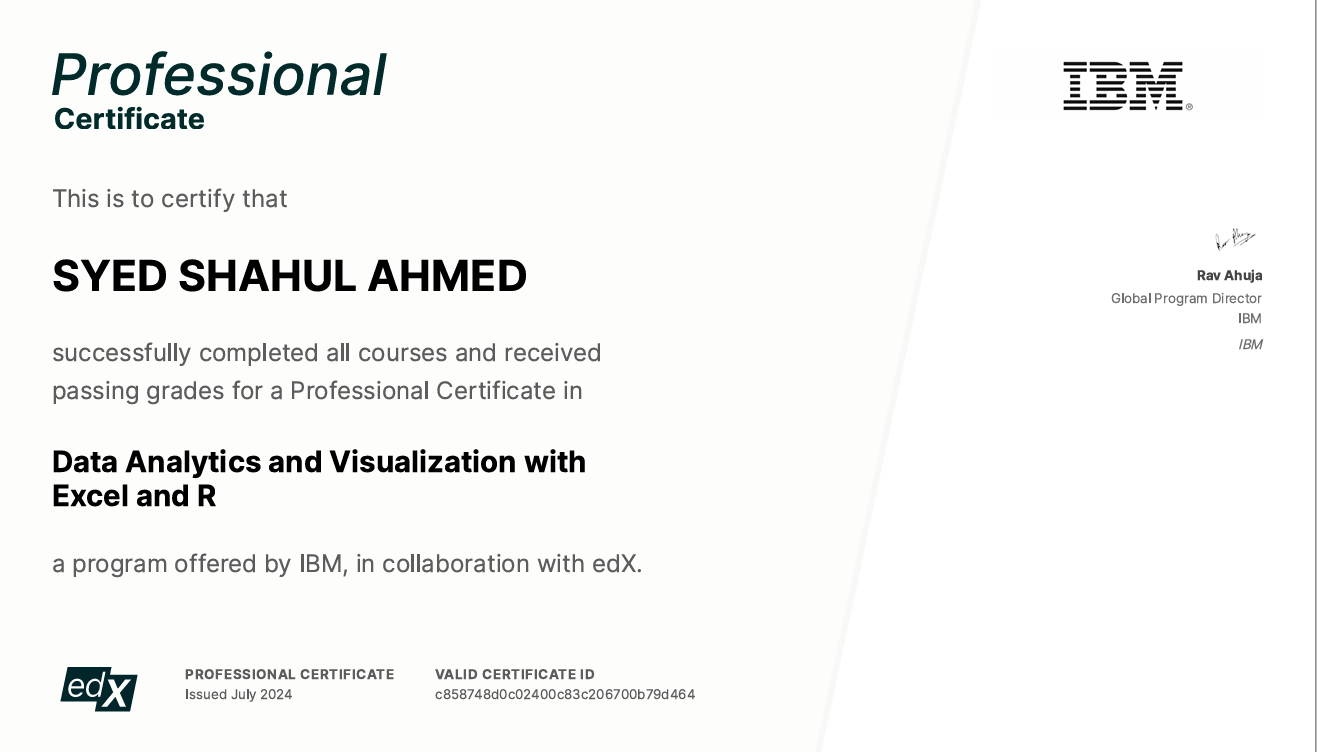 Professional
Certificate
IBM®
This is to certify that
SYED SHAHUL AHMED
successfully completed all courses and received
passing grades for a Professional Certificate in
Data Analytics and Visualization with
Excel and R
a program offered by IBM, in collaboration with edX.
Rav Ahuja
Global Program Director
IBM
IBM
edX
PROFESSIONAL CERTIFICATE
Issued July 2024
VALID CERTIFICATE ID
c858748d0c02400c83c206700b79d464